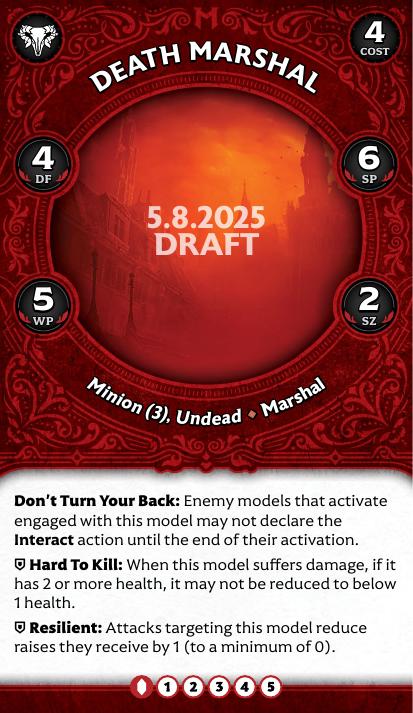 4
COST
DEATH MARSHAL
4
DF
6
SP
5.8.2025
DRAFT
5
WP
2
SZ
Minion (3), Undead ♦ Marshal
Don't Turn Your Back: Enemy models that activate
engaged with this model may not declare the
Interact action until the end of their activation.
Hard To Kill: When this model suffers damage, if it
has 2 or more health, it may not be reduced to below
1 health.
Resilient: Attacks targeting this model reduce
raises they receive by 1 (to a minimum of 0).
1 2 3 4 5